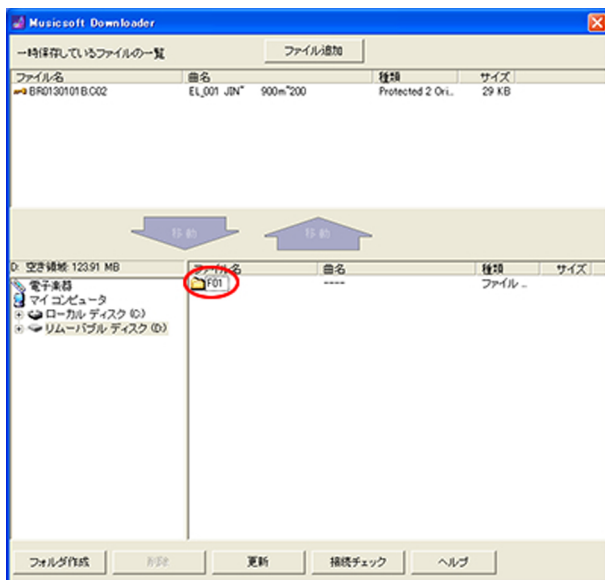 Musicsoft Downloader
一時保存しているファイルの一覧 ファイル追加
ファイル名 曲名 種類 サイズ
BR0130101B.C02 EL_001 JIN" 900m"200 Protected 2 Ori... 29 KB
移動 移動
D: 空き領域: 123.91 MB ファイル名 曲名 種類 サイズ
電子楽器 F01 ---- ファイル ...
マイ コンピュータ
ローカル ディスク (C)
リムーバブル ディスク (D)
フォルダ作成 削除 更新 接続チェック ヘルプ